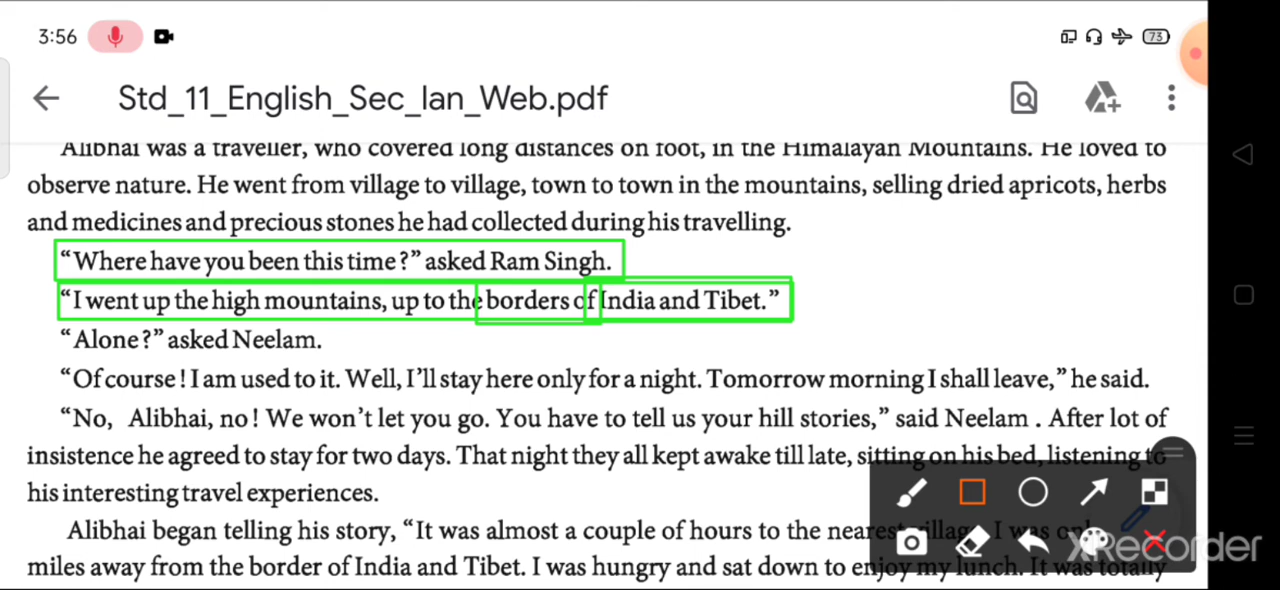 3:56
73
Std_11_English_Sec_lan_Web.pdf
Alibhai was a traveller, who covered long distances on foot, in the Himalayan Mountains. He loved to
observe nature. He went from village to village, town to town in the mountains, selling dried apricots, herbs
and medicines and precious stones he had collected during his travelling.
“Where have you been this time?” asked Ram Singh.
“I went up the high mountains, up to the borders of India and Tibet.”
“Alone?” asked Neelam.
“Of course! I am used to it. Well, I’ll stay here only for a night. Tomorrow morning I shall leave,” he said.
“No, Alibhai, no! We won’t let you go. You have to tell us your hill stories,” said Neelam . After lot of
insistence he agreed to stay for two days. That night they all kept awake till late, sitting on his bed, listening to
his interesting travel experiences.
Alibhai began telling his story, “It was almost a couple of hours to the nearest village. I was only
miles away from the border of India and Tibet. I was hungry and sat down to enjoy my lunch. It was totally
XRecorder